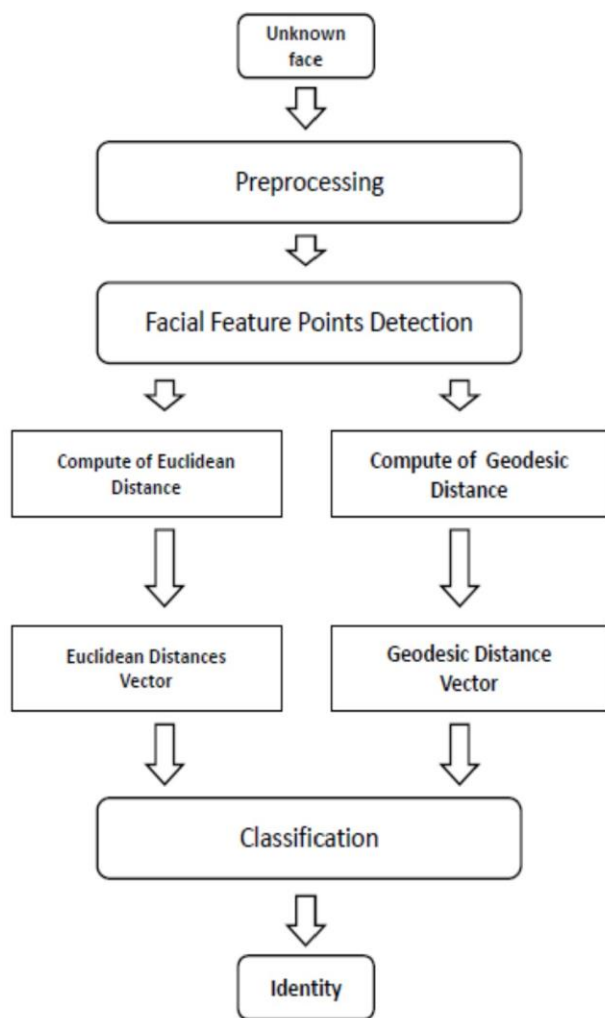 Unknown
face
Preprocessing
Facial Feature Points Detection
Compute of Euclidean
Distance
Compute of Geodesic
Distance
Euclidean Distances
Vector
Geodesic Distance
Vector
Classification
Identity